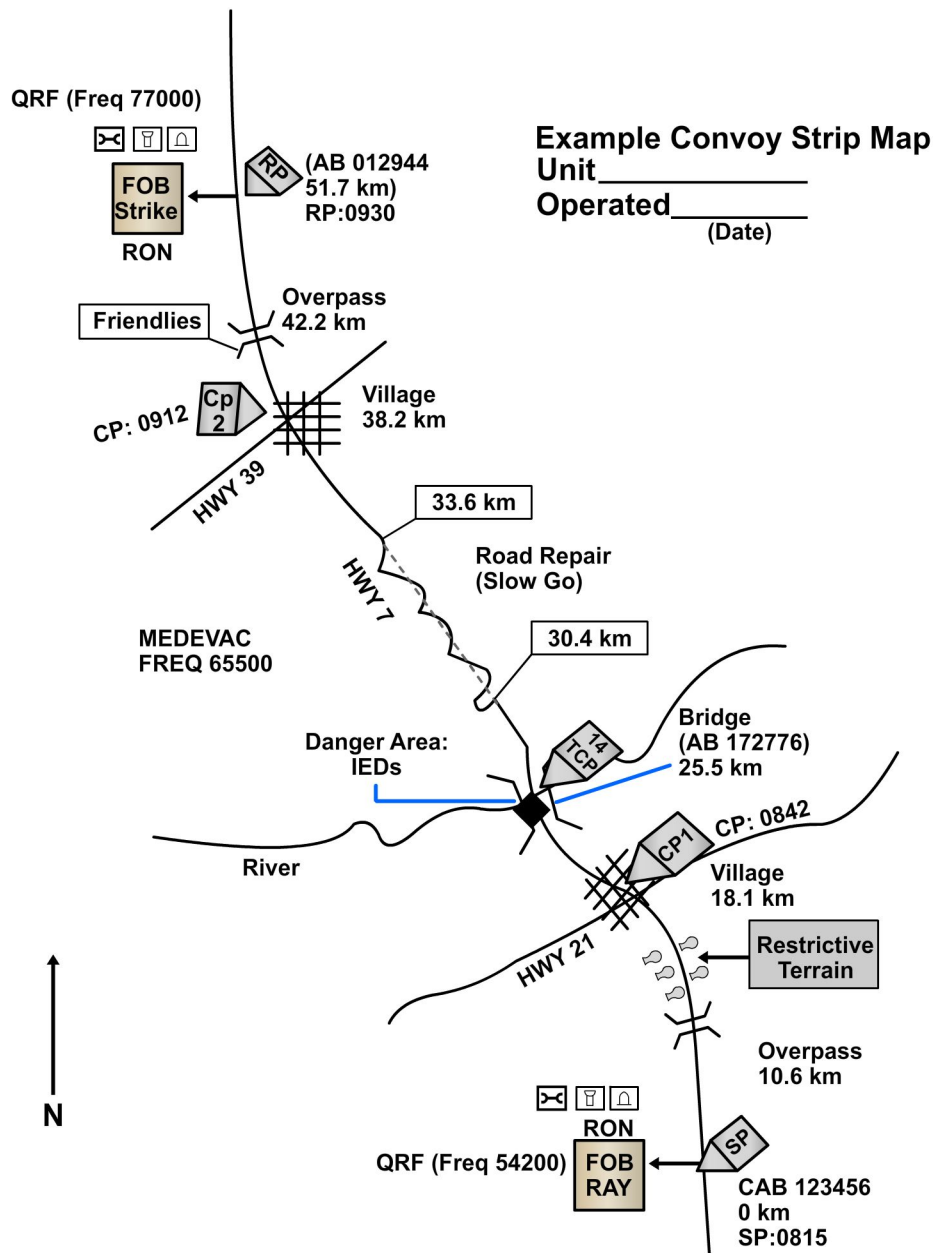 QRF (Freq 77000)
FOB
Strike
RON
RP
(AB 012944
51.7 km)
RP:0930
Example Convoy Strip Map
Unit
Operated
(Date)
Friendlies
Overpass
42.2 km
Cp
2
CP: 0912
Village
38.2 km
HWY 39
33.6 km
Road Repair
(Slow Go)
HWY 7
30.4 km
MEDEVAC
FREQ 65500
Danger Area:
IEDs
14
TCP
Bridge
(AB 172776)
25.5 km
River
CP1
CP: 0842
Village
18.1 km
HWY 21
Restrictive
Terrain
Overpass
10.6 km
N
RON
QRF (Freq 54200)
FOB
RAY
SP
CAB 123456
0 km
SP:0815